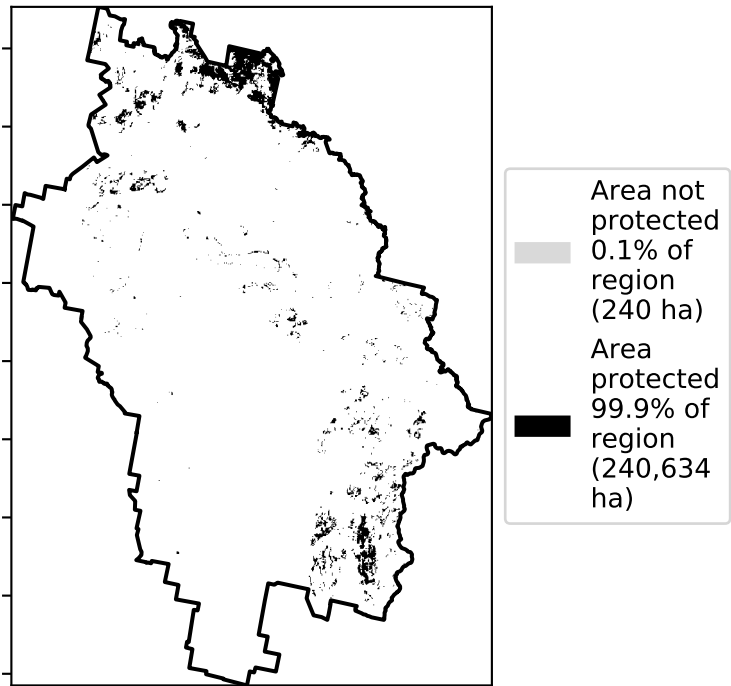 Area not
protected
0.1% of
region
(240 ha)
Area
protected
99.9% of
region
(240,634
ha)